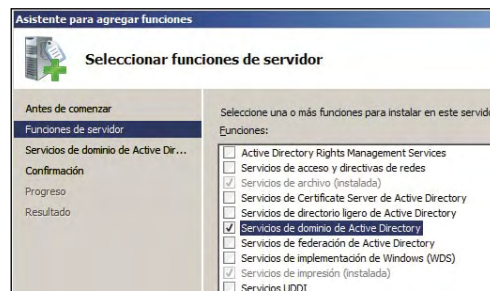 Asistente para agregar funciones
Seleccionar funciones de servidor
Antes de comenzar
Funciones de servidor
Servicios de dominio de Active Dir...
Confirmación
Progreso
Resultado
Seleccione una o más funciones para instalar en este servido
Funciones:
Active Directory Rights Management Services
Servicios de acceso y directivas de redes
Servicios de archivo (instalada)
Servicios de Certificate Server de Active Directory
Servicios de directorio ligero de Active Directory
Servicios de dominio de Active Directory
Servicios de federación de Active Directory
Servicios de implementación de Windows (WDS)
Servicios de impresión (instalada)
Servicios UDDI